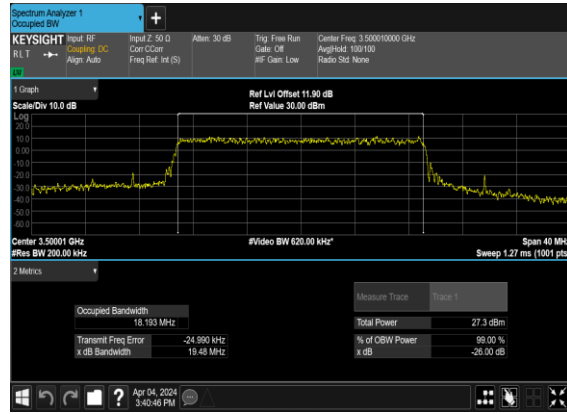 Spectrum Analyzer 1
Occupied BW
+
KEYSIGHT Input: RF Input Z: 50 Ω Atten: 30 dB Trig: Free Run Center Freq: 3.500010000 GHz
RLT Coupling: DC Corr CCorr Gate: Off Avg|Hold: 100/100
Align: Auto Freq Ref: Int (S) #IF Gain: Low Radio Std: None
LW
1 Graph
Ref Lvl Offset 11.90 dB
Scale/Div 10.0 dB Ref Value 30.00 dBm
Log
20.0
10.0
0.00
-10.0
-20.0
-30.0
-40.0
-50.0
-60.0
Center 3.50001 GHz #Video BW 620.00 kHz* Span 40 MHz
#Res BW 200.00 kHz Sweep 1.27 ms (1001 pts
2 Metrics
Measure Trace Trace 1
Occupied Bandwidth
18.193 MHz Total Power 27.3 dBm
Transmit Freq Error -24.990 kHz % of OBW Power 99.00 %
x dB Bandwidth 19.48 MHz x dB -26.00 dB
? Apr 04, 2024
3:40:46 PM